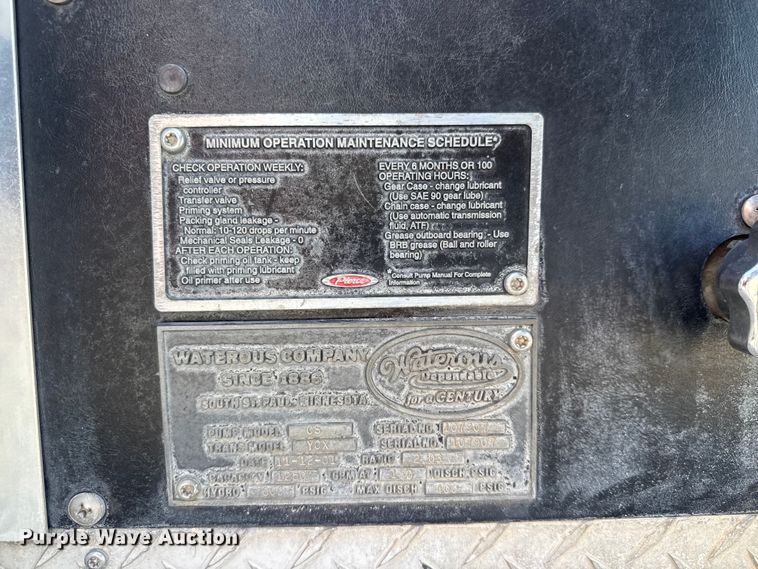 MINIMUM OPERATION MAINTENANCE SCHEDULE*
CHECK OPERATION WEEKLY:
Relief valve or pressure
controller
Transfer valve
Priming system
Packing gland leakage -
Normal: 10-120 drops per minute
Mechanical Seals Leakage - 0
AFTER EACH OPERATION:
Check priming oil tank - keep
filled with priming lubricant
Oil primer after use
EVERY 6 MONTHS OR 100
OPERATING HOURS:
Gear Case - change lubricant
(Use SAE 90 gear lube)
Chain case - change lubricant
(Use automatic transmission
fluid, ATF)
Grease outboard bearing - Use
BRB grease (Ball and roller
bearing)
* Consult Pump Manual For Complete
Information
Pierce
WATEROUS COMPANY
SINCE 1886
SOUTH ST. PAUL, MINNESOTA
Waterous
Dependable
for a CENTURY
PUMP MODEL CS SERIAL NO.
TRANS MODEL SERIAL NO.
DATE RATIO
CAPACITY GPM AT DISCH PSIG
HYDRO PSIG MAX DISCH PSIG
Purple Wave Auction